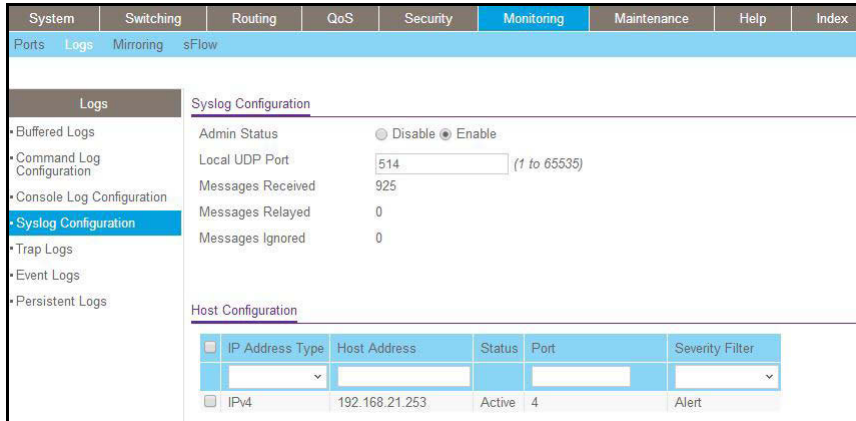 System Switching Routing QoS Security Monitoring Maintenance Help Index
Ports Logs Mirroring sFlow
Logs
Buffered Logs
Command Log
Configuration
Console Log Configuration
Syslog Configuration
Trap Logs
Event Logs
Persistent Logs
Syslog Configuration
Admin Status Disable Enable
Local UDP Port 514 (1 to 65535)
Messages Received 925
Messages Relayed 0
Messages Ignored 0
Host Configuration
IP Address Type Host Address Status Port Severity Filter
IPv4 192.168.21.253 Active 4 Alert